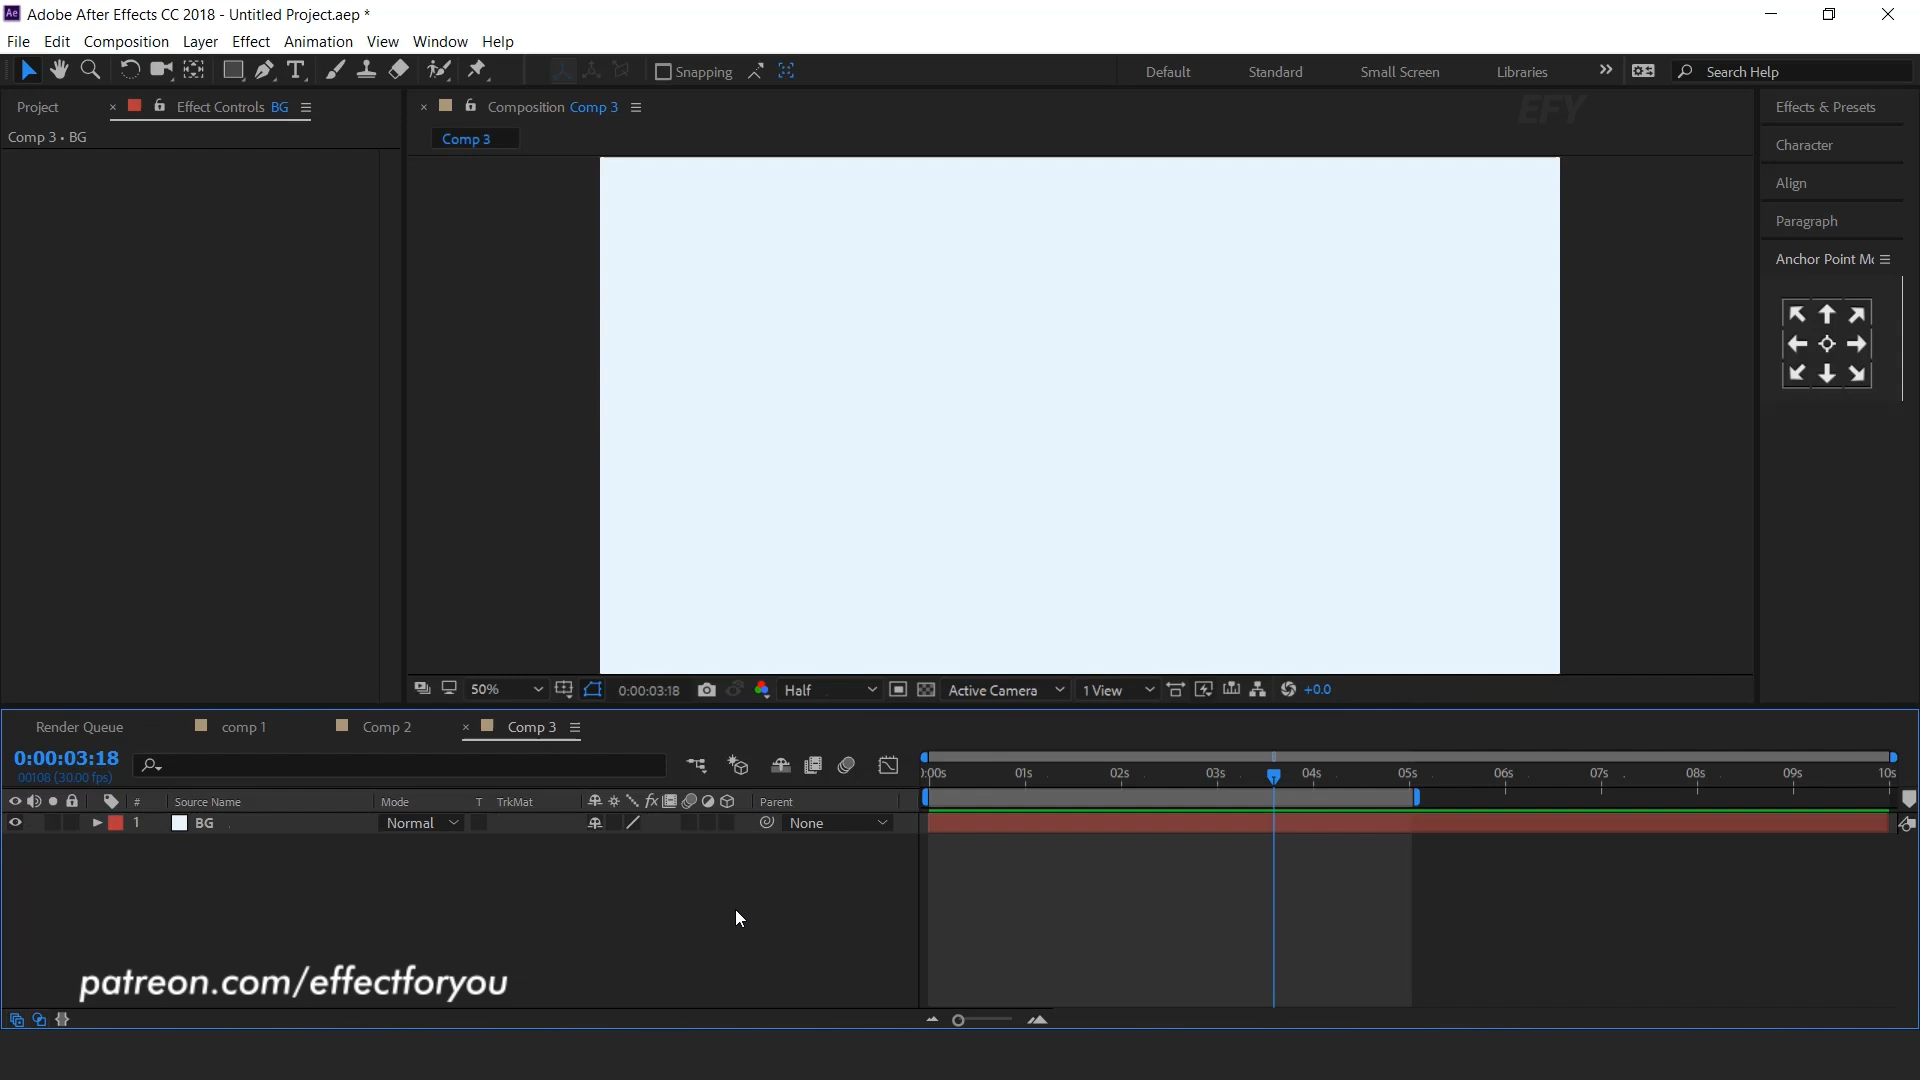 Ae Adobe After Effects CC 2018 - Untitled Project.aep *
File Edit Composition Layer Effect Animation View Window Help
Snapping Default Standard Small Screen Libraries Search Help
Project Effect Controls BG Composition Comp 3 EFY Effects & Presets
Comp 3 • BG Comp 3
Character
Align
Paragraph
Anchor Point Mc
50% 0:00:03:18 Half Active Camera 1 View +0.0
Render Queue comp 1 Comp 2 Comp 3
0:00:03:18
00108 (30.00 fps)
):00s 01s 02s 03s 04s 05s 06s 07s 08s 09s 10s
# Source Name Mode T TrkMat fx Parent
1 BG Normal None
patreon.com/effectforyou